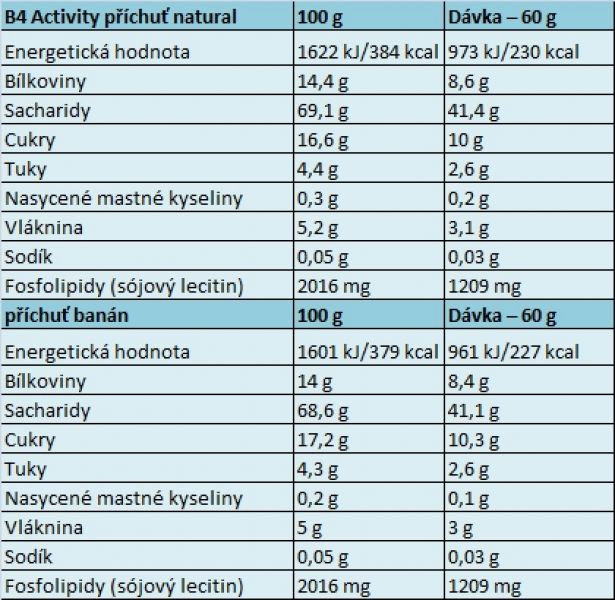 B4 Activity příchuť natural 100 g Dávka – 60 g
Energetická hodnota 1622 kJ/384 kcal 973 kJ/230 kcal
Bílkoviny 14,4 g 8,6 g
Sacharidy 69,1 g 41,4 g
Cukry 16,6 g 10 g
Tuky 4,4 g 2,6 g
Nasycené mastné kyseliny 0,3 g 0,2 g
Vláknina 5,2 g 3,1 g
Sodík 0,05 g 0,03 g
Fosfolipidy (sójový lecitin) 2016 mg 1209 mg
příchuť banán 100 g Dávka – 60 g
Energetická hodnota 1601 kJ/379 kcal 961 kJ/227 kcal
Bílkoviny 14 g 8,4 g
Sacharidy 68,6 g 41,1 g
Cukry 17,2 g 10,3 g
Tuky 4,3 g 2,6 g
Nasycené mastné kyseliny 0,2 g 0,1 g
Vláknina 5 g 3 g
Sodík 0,05 g 0,03 g
Fosfolipidy (sójový lecitin) 2016 mg 1209 mg